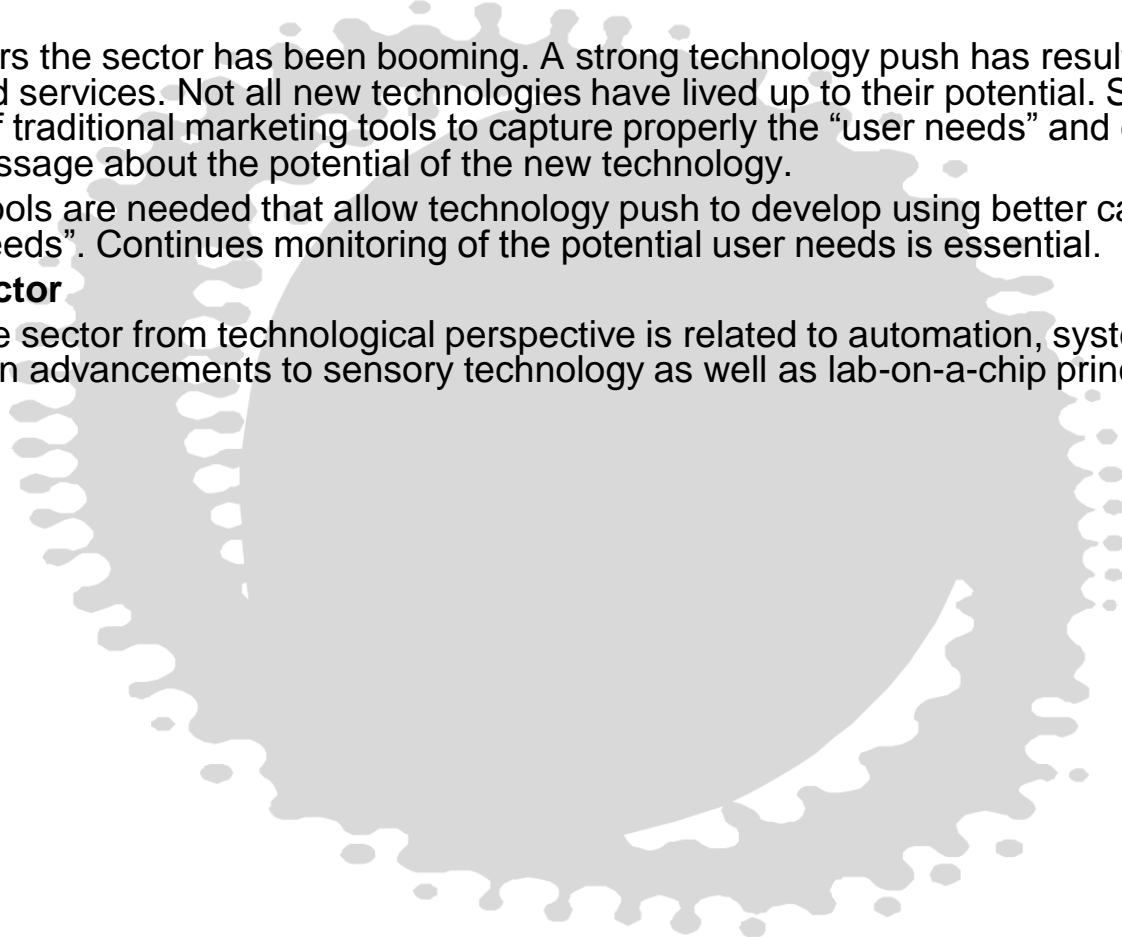 rs the sector has been booming. A strong technology push has resul
d services. Not all new technologies have lived up to their potential. S
f traditional marketing tools to capture properly the “user needs” and
ssage about the potential of the new technology.
ools are needed that allow technology push to develop using better ca
eeds”. Continues monitoring of the potential user needs is essential.
ctor
e sector from technological perspective is related to automation, syste
n advancements to sensory technology as well as lab-on-a-chip princ